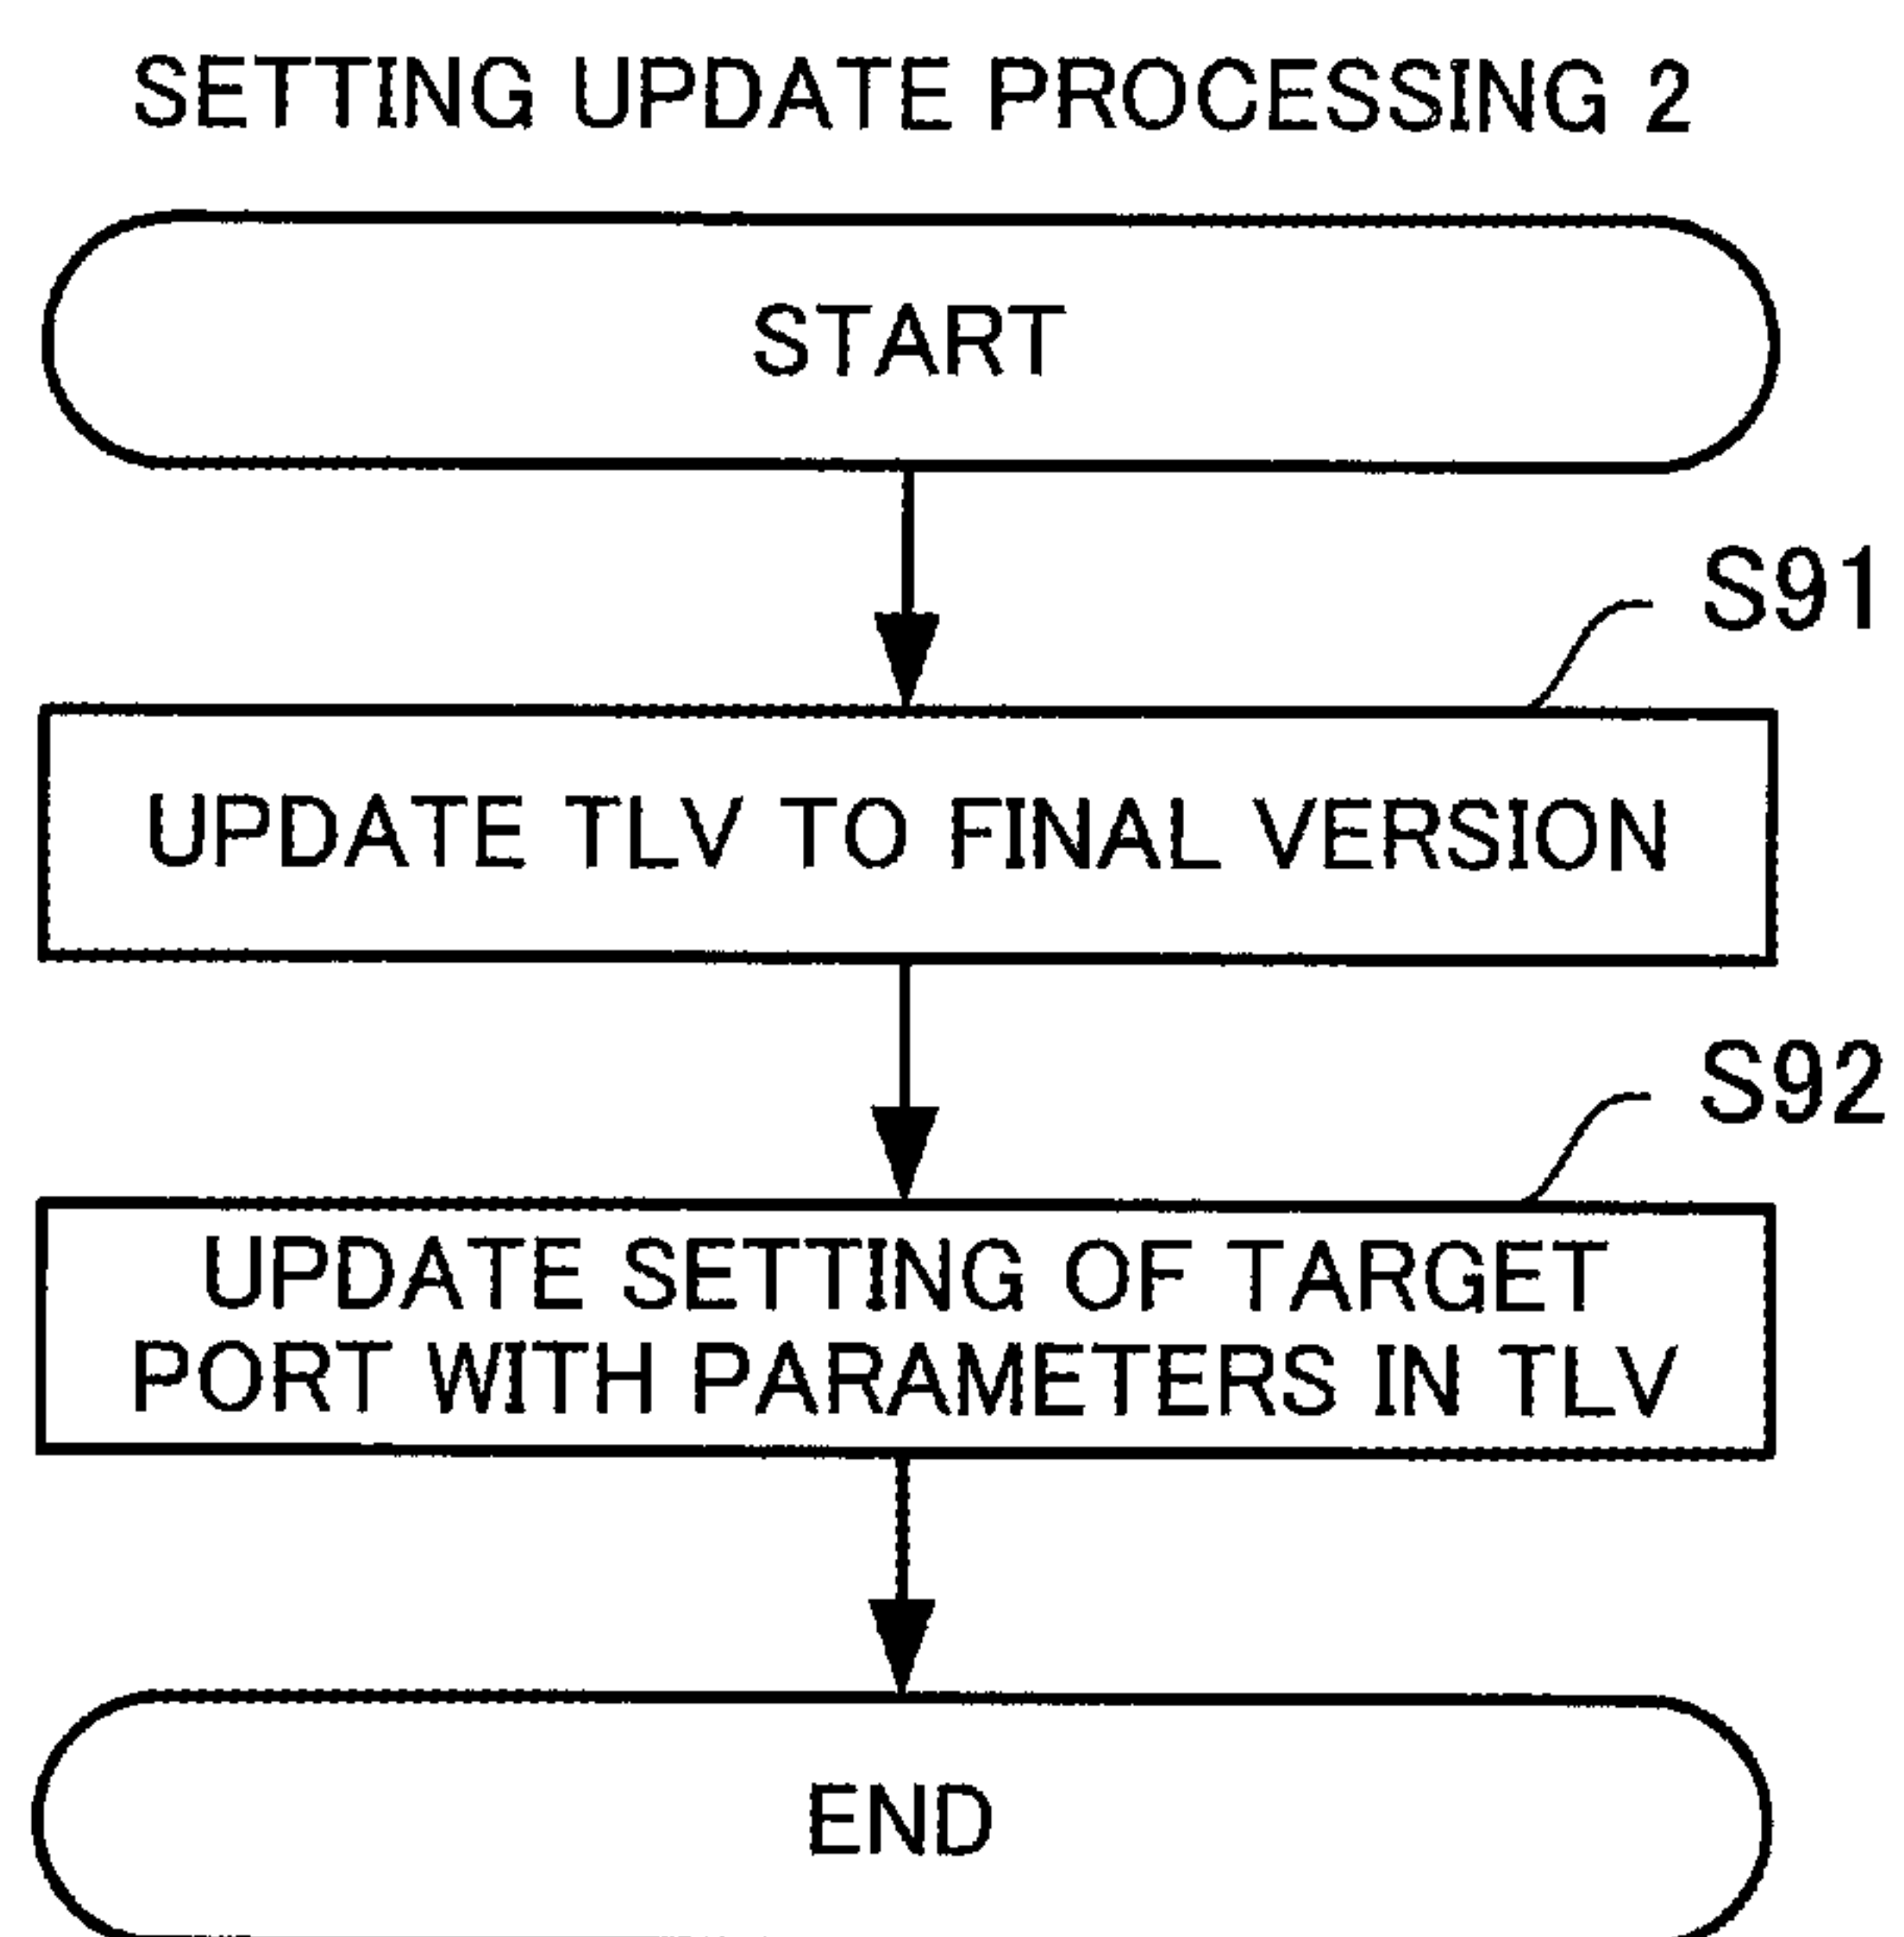 SETTING UPDATE PROCESSING 2
START
S91
UPDATE TLV TO FINAL VERSION
S92
UPDATE SETTING OF TARGET
PORT WITH PARAMETERS IN TLV
END